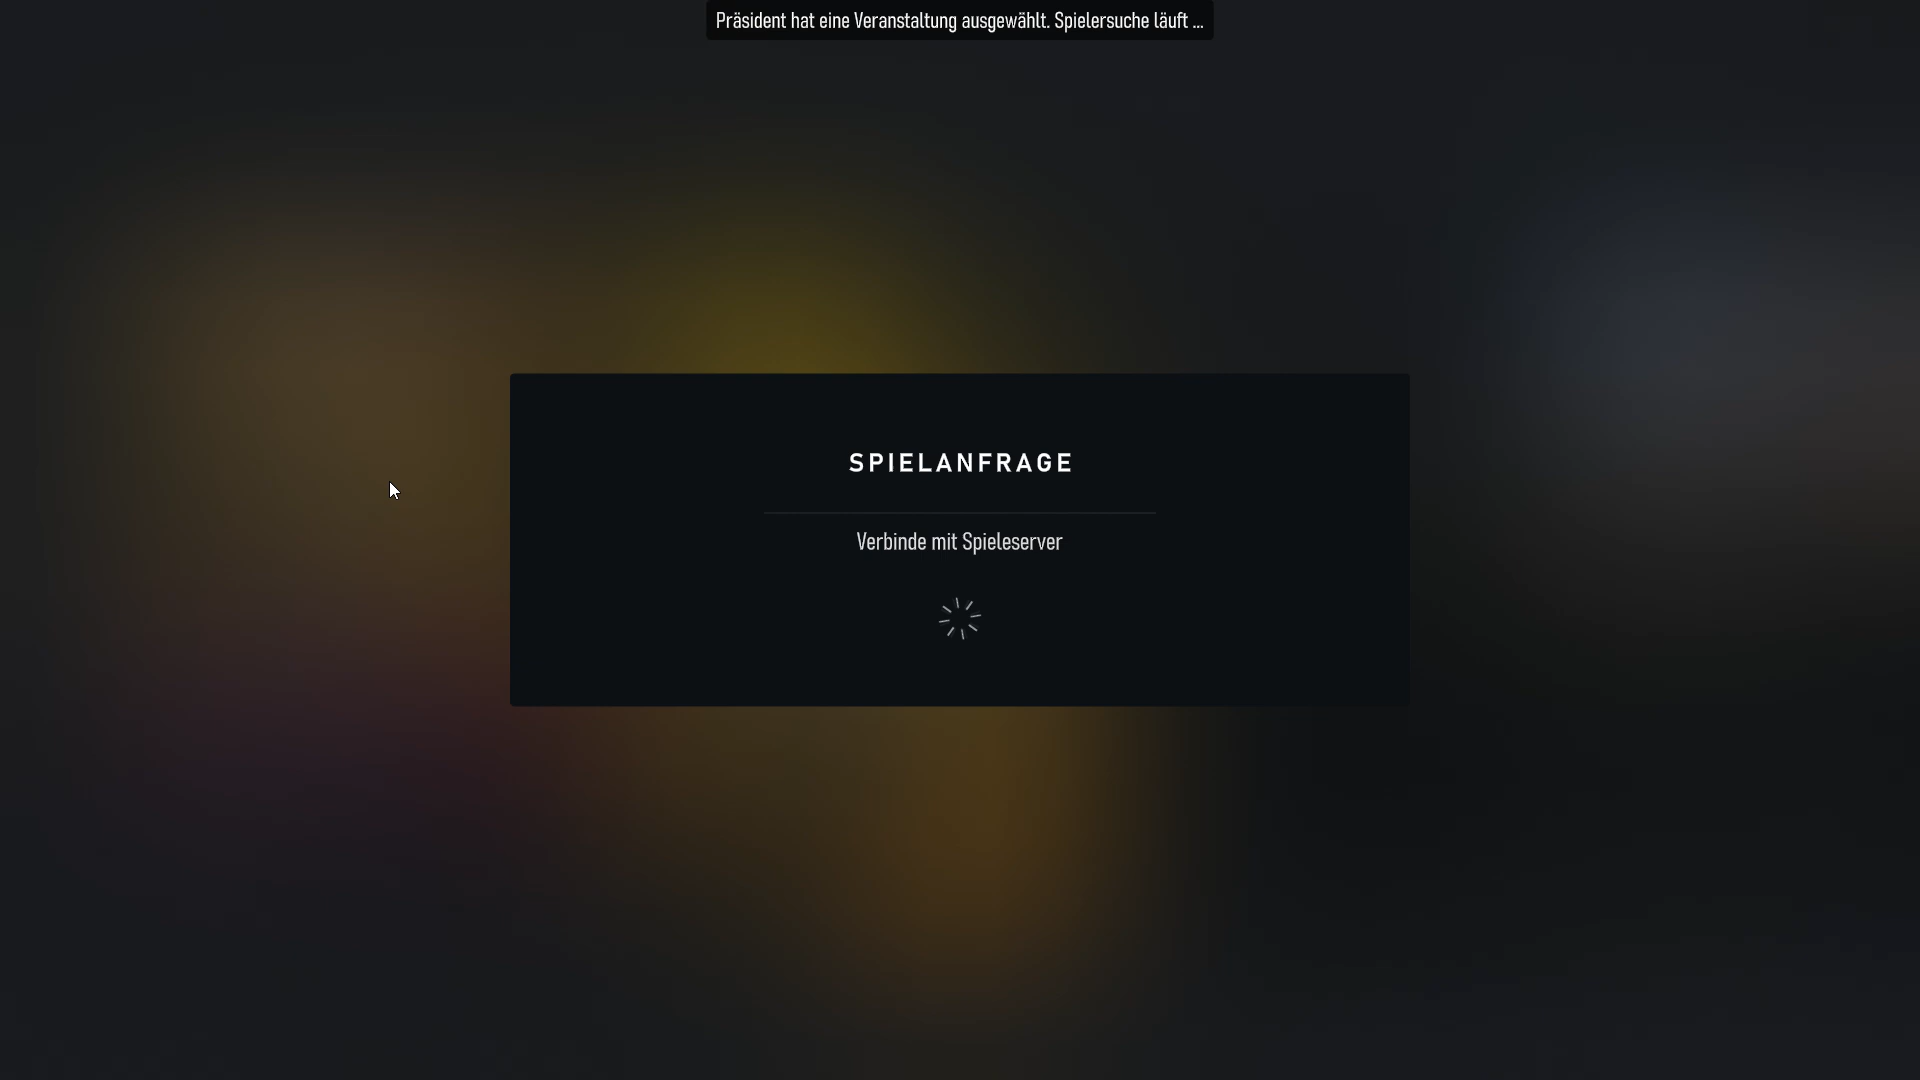 Präsident hat eine Veranstaltung ausgewählt. Spielersuche läuft ...
SPIELANFRAGE
Verbinde mit Spieleserver